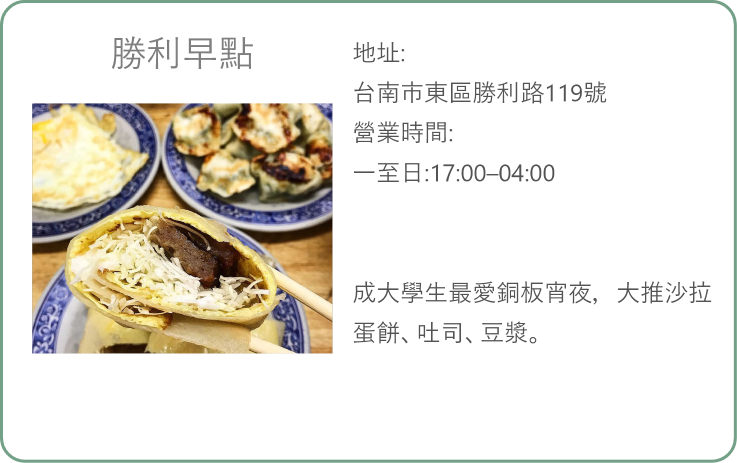 勝利早點
地址:
台南市東區勝利路119號
營業時間:
一至日:17:00–04:00
成大學生最愛銅板宵夜，大推沙拉
蛋餅、吐司、豆漿。